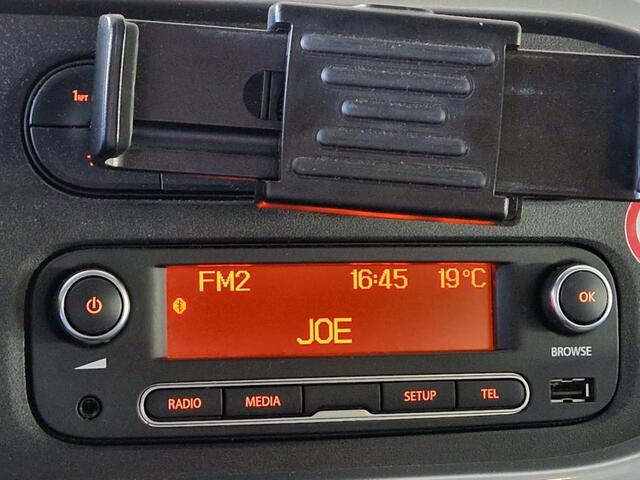 1RPT
FM2 16:45 19°C
JOE
OK
BROWSE
RADIO MEDIA SETUP TEL